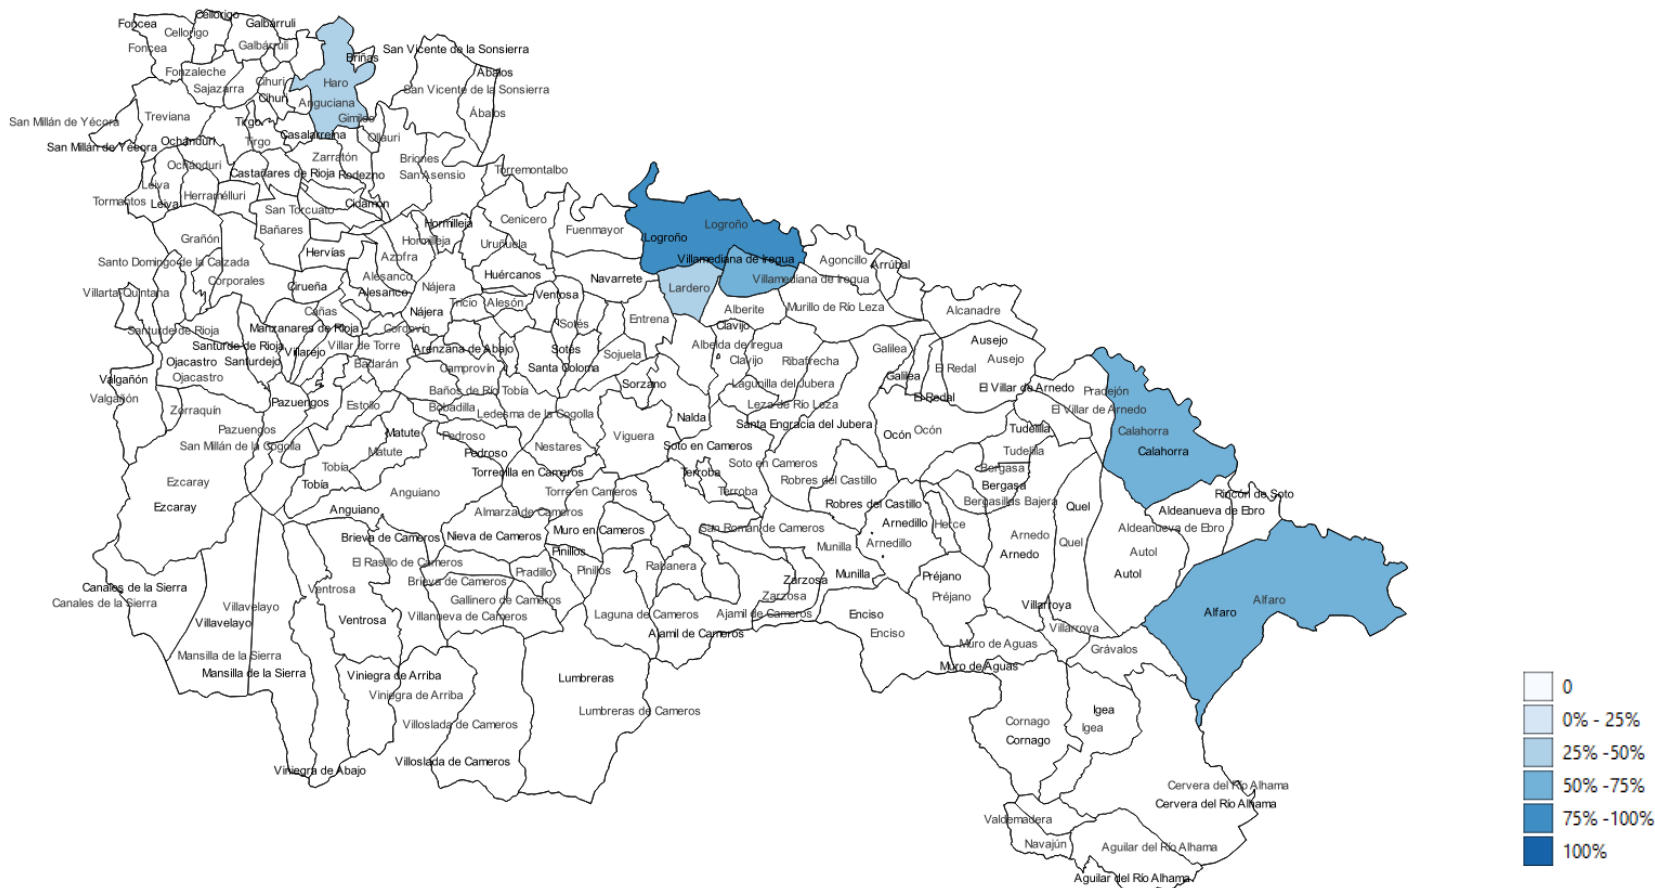 Cellorigo
Foncea
Galbárruli
Cellorigo
Foncea
Galbárruli
San Vicente de la Sonsierra
Briñas
Fonzaleche
Ábalos
Cihuri
Haro
Sajazarra
San Vicente de la Sonsierra
Cihuri
Anguciana
Ábalos
Treviana
Gimileo
San Millán de Yécora
Tirgo
Casalarreina
Ollauri
Ochánduri
Tirgo
San Millán de Yécora
Zarratón
Briones
Ochánduri
Castañares de Rioja
Rodezno
San Asensio
Torremontalbo
Leiva
Herramélluri
Tormantos
Leiva
San Torcuato
Cidamón
Cenicero
Hormilleja
Logroño
Bañares
Fuenmayor
Grañón
Hormilleja
Uruñuela
Logroño
Hervías
Azofra
Villamediana de Iregua
Agoncillo
Arrúbal
Santo Domingo de la Calzada
Alesanco
Huércanos
Navarrete
Villamediana de Iregua
Corporales
Cirueña
Alesanco
Nájera
Lardero
Villarta-Quintana
Ventosa
Cañas
Nájera
Tricio
Alesón
Alberite
Murillo de Río Leza
Alcanadre
Santurde de Rioja
Manzanares de Rioja
Cordovín
Sotés
Entrena
Clavijo
Santurde de Rioja
Villarejo
Villar de Torre
Arenzana de Abajo
Sotés
Sojuela
Albelda de Iregua
Galilea
Ausejo
Ojacastro
Santurdejo
Badarán
Camprovín
Santa Coloma
Clavijo
Ribafrecha
El Redal
Ausejo
Valgañón
Ojacastro
Galilea
Sorzano
Lagunilla del Jubera
El Villar de Arnedo
Pradejón
Valgañón
Pazuengos
Estollo
Baños de Río Tobía
Leza de Río Leza
El Redal
El Villar de Arnedo
Zorraquín
Bobadilla
Ledesma de la Cogolla
Nalda
Santa Engracia del Jubera
Pazuengos
Matute
Pedroso
Viguera
Ocón
Ocón
Tudelilla
Calahorra
San Millán de la Cogolla
Matute
Pedroso
Nestares
Soto en Cameros
Tudelilla
Calahorra
Tobía
Torrecilla en Cameros
Terroba
Soto en Cameros
Bergasa
Ezcaray
Tobía
Anguiano
Torre en Cameros
Terroba
Robres del Castillo
Bergasa
Ezcaray
Anguiano
Almarza de Cameros
Robres del Castillo
Bergasillas Bajera
Quel
Rincón de Soto
Aldeanueva de Ebro
Brieva de Cameros
Nieva de Cameros
Muro en Cameros
San Román de Cameros
Arnedillo
Herce
Arnedo
Quel
Aldeanueva de Ebro
El Rasillo de Cameros
Pinillos
Munilla
Arnedillo
Arnedo
Autol
Canales de la Sierra
Ventrosa
Brieva de Cameros
Pradillo
Pinillos
Rabanera
Zarzosa
Munilla
Préjano
Autol
Canales de la Sierra
Villavelayo
Gallinero de Cameros
Zarzosa
Préjano
Villarroya
Alfaro
Villavelayo
Ventrosa
Villanueva de Cameros
Laguna de Cameros
Ajamil de Cameros
Enciso
Villarroya
Alfaro
Ajamil de Cameros
Enciso
Muro de Aguas
Grávalos
Mansilla de la Sierra
Mansilla de la Sierra
Viniegra de Arriba
Lumbreras
Muro de Aguas
Viniegra de Arriba
Lumbreras de Cameros
Igea
Villoslada de Cameros
Cornago
Igea
Villoslada de Cameros
Cornago
Viniegra de Abajo
Cervera del Río Alhama
Cervera del Río Alhama
Valdemadera
Navajún
Aguilar del Río Alhama
Aguilar del Río Alhama
0
0% - 25%
25% -50%
50% -75%
75% -100%
100%